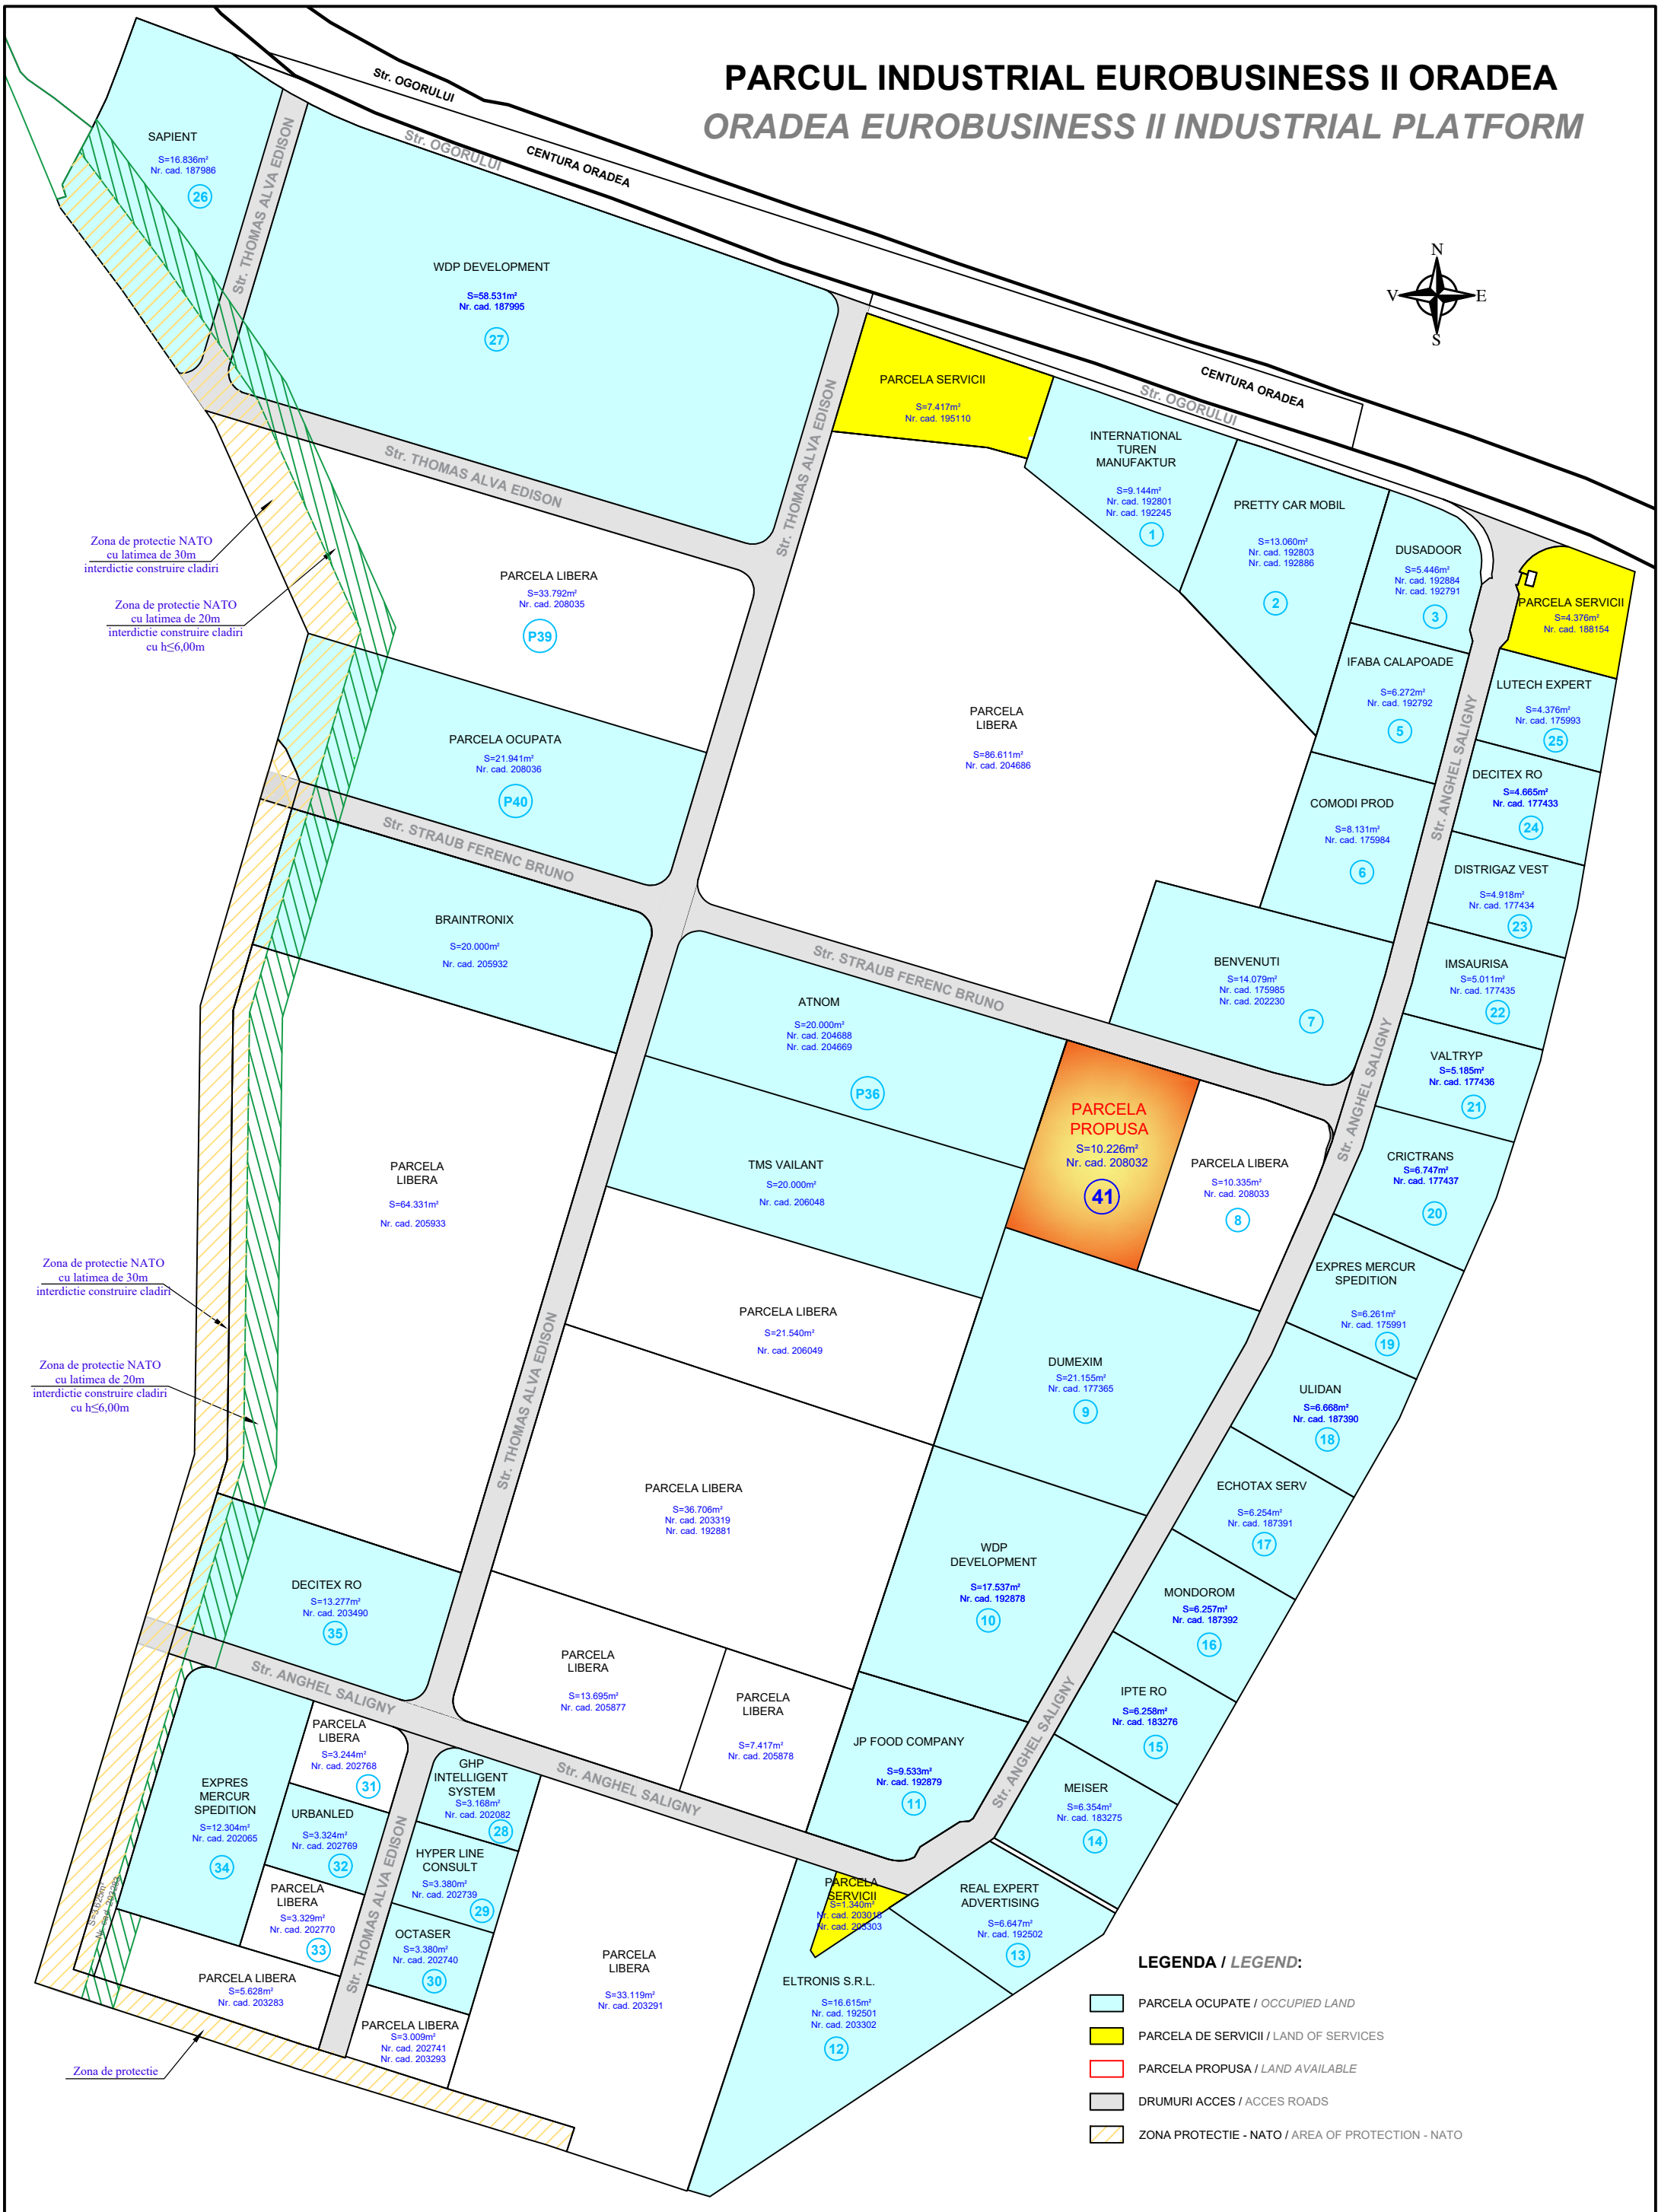 PARCUL INDUSTRIAL EUROBUSINESS II ORADEA
ORADEA EUROBUSINESS II INDUSTRIAL PLATFORM
Str. OGORULUI
Str. OGORULUI
CENTURA ORADEA
Str. OGORULUI
CENTURA ORADEA
N
V
E
S
SAPIENT
S=16.836m²
Nr. cad. 187986
26
Str. THOMAS ALVA EDISON
WDP DEVELOPMENT
S=58.531m²
Nr. cad. 187995
27
Str. THOMAS ALVA EDISON
Str. THOMAS ALVA EDISON
PARCELA SERVICII
S=7.417m²
Nr. cad. 195110
INTERNATIONAL
TUREN
MANUFAKTUR
S=9.144m²
Nr. cad. 192801
Nr. cad. 192245
1
PRETTY CAR MOBIL
S=13.060m²
Nr. cad. 192803
Nr. cad. 192886
2
DUSADOOR
S=5.446m²
Nr. cad. 192884
Nr. cad. 192791
3
PARCELA SERVICII
S=4.376m²
Nr. cad. 188154
Zona de protectie NATO
cu latimea de 30m
interdictie construire cladiri
Zona de protectie NATO
cu latimea de 20m
interdictie construire cladiri
cu h≤6,00m
PARCELA LIBERA
S=33.792m²
Nr. cad. 208035
P39
IFABA CALAPOADE
S=6.272m²
Nr. cad. 192792
5
LUTECH EXPERT
S=4.376m²
Nr. cad. 175993
25
Str. ANGHEL SALIGNY
PARCELA
LIBERA
S=86.611m²
Nr. cad. 204686
PARCELA OCUPATA
S=21.941m²
Nr. cad. 208036
P40
DECITEX RO
S=4.665m²
Nr. cad. 177433
24
COMODI PROD
S=8.131m²
Nr. cad. 175984
6
Str. STRAUB FERENC BRUNO
DISTRIGAZ VEST
S=4.918m²
Nr. cad. 177434
23
BRAINTRONIX
S=20.000m²
Nr. cad. 205932
Str. STRAUB FERENC BRUNO
BENVENUTI
S=14.079m²
Nr. cad. 175985
Nr. cad. 202230
7
IMSAURISA
S=5.011m²
Nr. cad. 177435
22
ATNOM
S=20.000m²
Nr. cad. 204688
Nr. cad. 204669
P36
VALTRYP
S=5.185m²
Nr. cad. 177436
21
Str. ANGHEL SALIGNY
PARCELA
PROPUSA
S=10.226m²
Nr. cad. 208032
41
PARCELA LIBERA
S=10.335m²
Nr. cad. 208033
8
CRICTRANS
S=6.747m²
Nr. cad. 177437
20
PARCELA
LIBERA
S=64.331m²
Nr. cad. 205933
TMS VAILANT
S=20.000m²
Nr. cad. 206048
Zona de protectie NATO
cu latimea de 30m
interdictie construire cladiri
EXPRES MERCUR
SPEDITION
S=6.261m²
Nr. cad. 175991
19
PARCELA LIBERA
S=21.540m²
Nr. cad. 206049
Zona de protectie NATO
cu latimea de 20m
interdictie construire cladiri
cu h≤6,00m
Str. THOMAS ALVA EDISON
DUMEXIM
S=21.155m²
Nr. cad. 177365
9
ULIDAN
S=6.668m²
Nr. cad. 187390
18
PARCELA LIBERA
S=36.706m²
Nr. cad. 203319
Nr. cad. 192881
ECHOTAX SERV
S=6.254m²
Nr. cad. 187391
17
WDP
DEVELOPMENT
S=17.537m²
Nr. cad. 192878
10
DECITEX RO
S=13.277m²
Nr. cad. 203490
35
MONDOROM
S=6.257m²
Nr. cad. 187392
16
Str. ANGHEL SALIGNY
PARCELA
LIBERA
S=13.695m²
Nr. cad. 205877
PARCELA
LIBERA
S=7.417m²
Nr. cad. 205878
IPTE RO
S=6.258m²
Nr. cad. 183276
15
Str. ANGHEL SALIGNY
JP FOOD COMPANY
S=9.533m²
Nr. cad. 192879
11
MEISER
S=6.354m²
Nr. cad. 183275
14
PARCELA
LIBERA
S=3.244m²
Nr. cad. 202768
31
GHP
INTELLIGENT
SYSTEM
S=3.168m²
Nr. cad. 202082
28
Str. ANGHEL SALIGNY
EXPRES
MERCUR
SPEDITION
S=12.304m²
Nr. cad. 202065
34
URBANLED
S=3.324m²
Nr. cad. 202769
32
HYPER LINE
CONSULT
S=3.380m²
Nr. cad. 202739
29
PARCELA
LIBERA
S=3.329m²
Nr. cad. 202770
33
Str. THOMAS ALVA EDISON
OCTASER
S=3.380m²
Nr. cad. 202740
30
PARCELA
SERVICII
S=1.340m²
Nr. cad.
Nr. cad. 203303
REAL EXPERT
ADVERTISING
S=6.647m²
Nr. cad. 192502
13
PARCELA LIBERA
S=5.628m²
Nr. cad. 203283
PARCELA LIBERA
S=3.009m²
Nr. cad. 202741
Nr. cad. 203293
PARCELA
LIBERA
S=33.119m²
Nr. cad. 203291
ELTRONIS S.R.L.
S=16.615m²
Nr. cad. 192501
Nr. cad. 203302
12
Zona de protectie
LEGENDA / LEGEND:
PARCELA OCUPATE / OCCUPIED LAND
PARCELA DE SERVICII / LAND OF SERVICES
PARCELA PROPUSA / LAND AVAILABLE
DRUMURI ACCES / ACCES ROADS
ZONA PROTECTIE - NATO / AREA OF PROTECTION - NATO